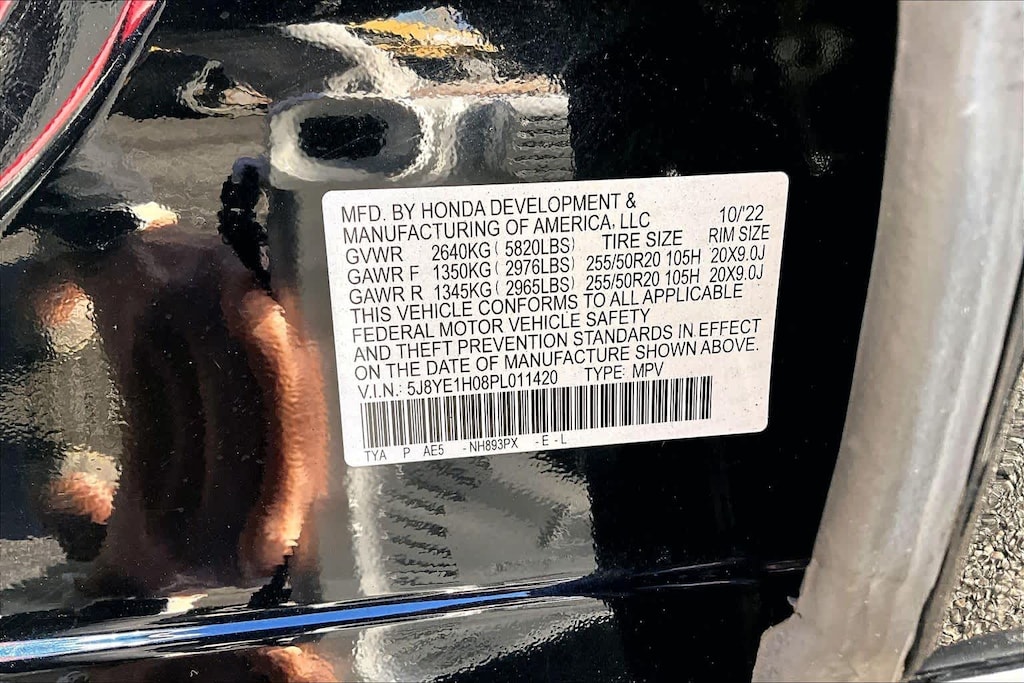 MFD. BY HONDA DEVELOPMENT &
MANUFACTURING OF AMERICA, LLC 10/'22
GVWR 2640KG ( 5820LBS) TIRE SIZE RIM SIZE
GAWR F 1350KG ( 2976LBS) 255/50R20 105H 20X9.0J
GAWR R 1345KG ( 2965LBS) 255/50R20 105H 20X9.0J
THIS VEHICLE CONFORMS TO ALL APPLICABLE
FEDERAL MOTOR VEHICLE SAFETY
AND THEFT PREVENTION STANDARDS IN EFFECT
ON THE DATE OF MANUFACTURE SHOWN ABOVE.
V.I.N.: 5J8YE1H08PL011420 TYPE: MPV
TYA P AE5 -NH893PX -E-L